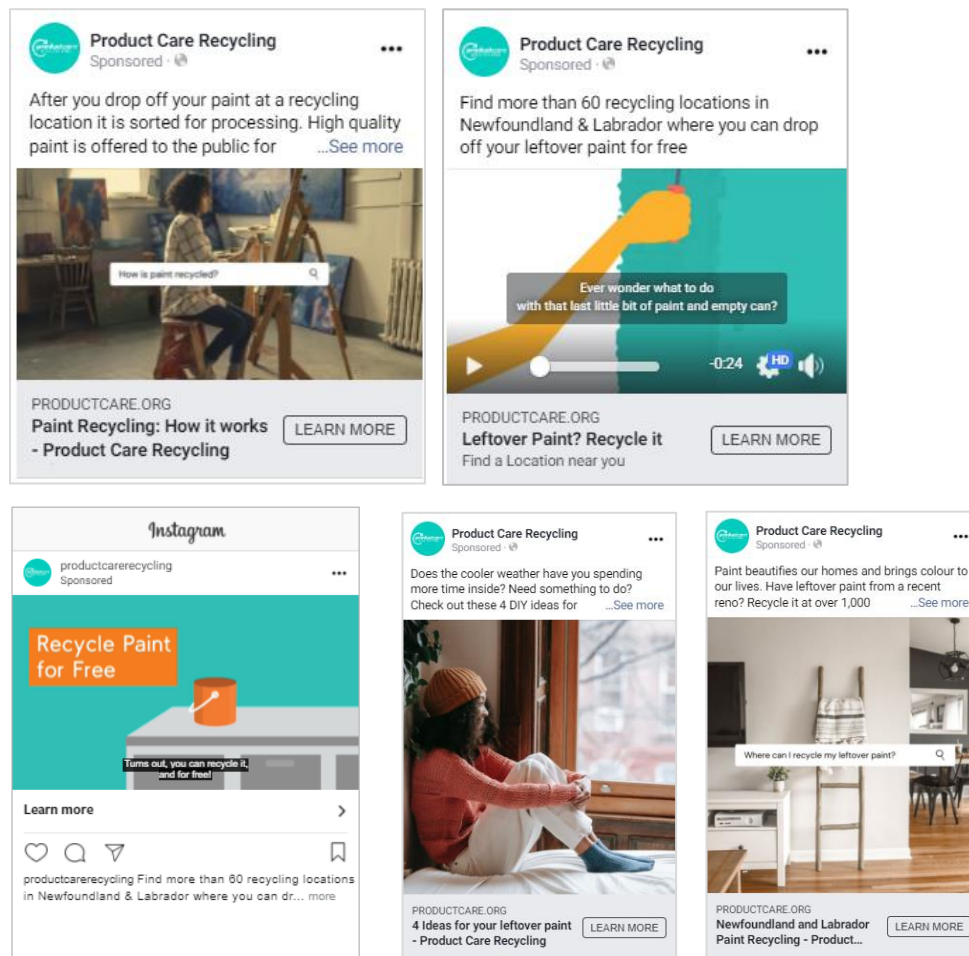 Product Care Recycling
Sponsored ·
After you drop off your paint at a recycling
location it is sorted for processing. High quality
paint is offered to the public for ...See more
How is paint recycled?
PRODUCTCARE.ORG
Paint Recycling: How it works
- Product Care Recycling
LEARN MORE
Product Care Recycling
Sponsored ·
Find more than 60 recycling locations in
Newfoundland & Labrador where you can drop
off your leftover paint for free
Ever wonder what to do
with that last little bit of paint and empty can?
-0:24 HD
PRODUCTCARE.ORG
Leftover Paint? Recycle it
Find a Location near you
LEARN MORE
Instagram
productcarerecycling
Sponsored
Recycle Paint
for Free
Turns out, you can recycle it,
and for free!
Learn more
productcarerecycling Find more than 60 recycling locations
in Newfoundland & Labrador where you can dr... more
Product Care Recycling
Sponsored ·
Does the cooler weather have you spending
more time inside? Need something to do?
Check out these 4 DIY ideas for ...See more
PRODUCTCARE.ORG
4 Ideas for your leftover paint
- Product Care Recycling
LEARN MORE
Product Care Recycling
Sponsored ·
Paint beautifies our homes and brings colour to
our lives. Have leftover paint from a recent
reno? Recycle it at over 1,000 ...See more
Where can I recycle my leftover paint?
PRODUCTCARE.ORG
Newfoundland and Labrador
Paint Recycling - Product...
LEARN MORE